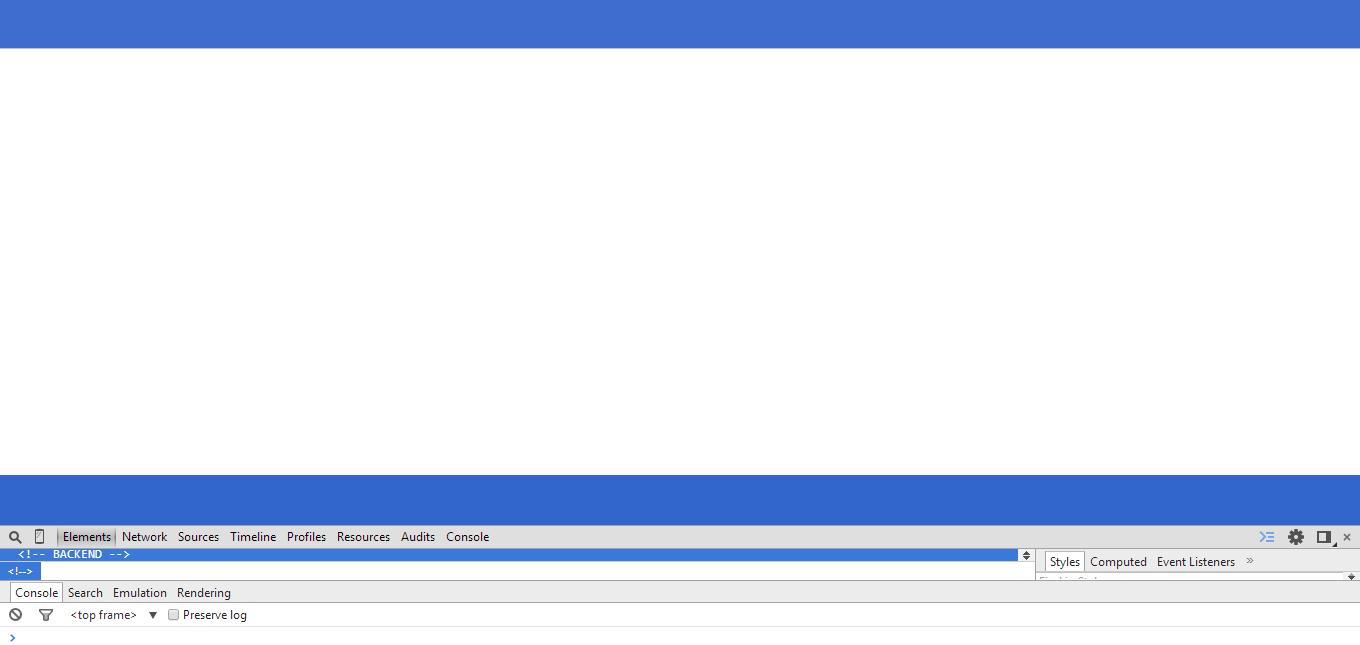 Elements Network Sources Timeline Profiles Resources Audits Console
<!-- BACKEND -->
<!-->
Styles Computed Event Listeners »
Console Search Emulation Rendering
<top frame> ▼ Preserve log
>